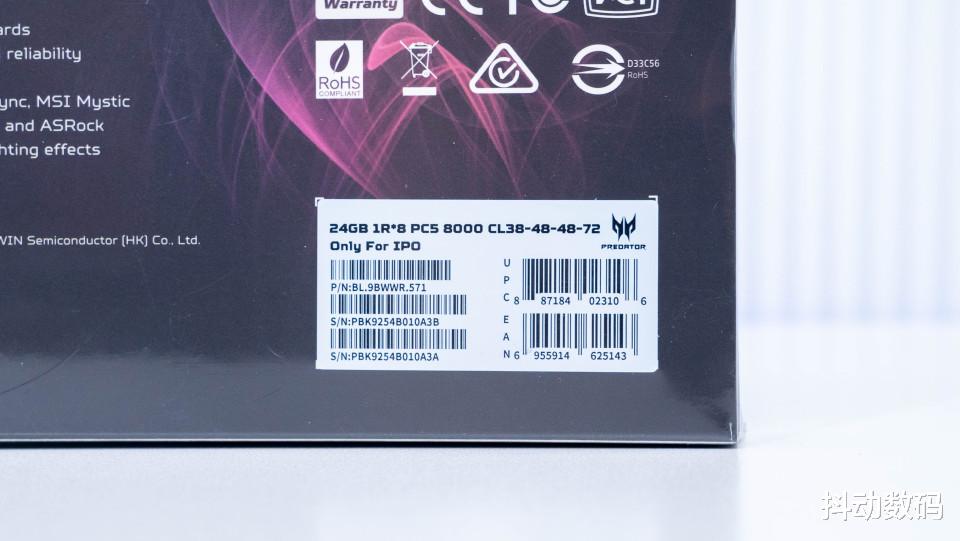 Warranty
ards
reliability
RoHS
COMPLIANT
D33C56
RoHS
ync, MSI Mystic
and ASRock
hting effects
WIN Semiconductor (HK) Co., Ltd.
24GB 1R*8 PC5 8000 CL38-48-48-72
Only For IPO
PREDATOR
P/N:BL.9BWWR.571
S/N:PBK9254B010A3B
S/N:PBK9254B010A3A
UPC
8 87184 02310 6
EAN
6 955914 625143
抖动数码